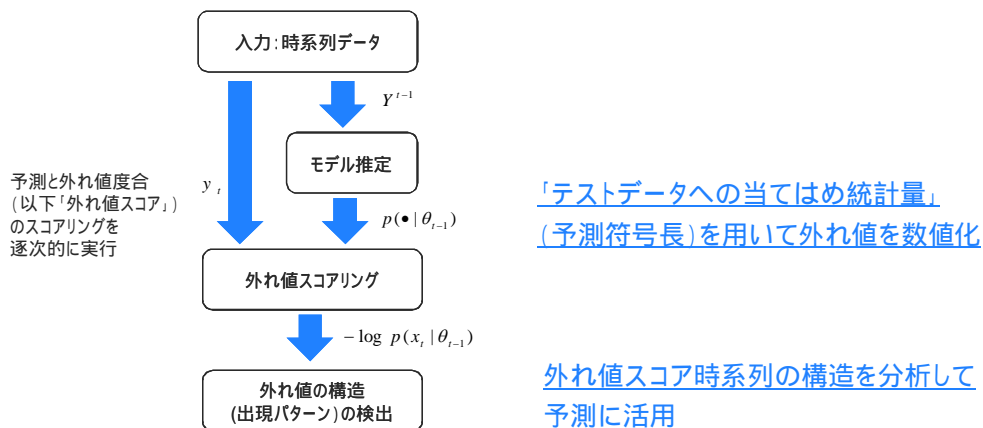 入力：時系列データ
Y^{t-1}
モデル推定
予測と外れ値度合
（以下「外れ値スコア」）
のスコアリングを
逐次的に実行
y_t
p(•|θ_{t-1})
「テストデータへの当てはめ統計量」
（予測符号長）を用いて外れ値を数値化
外れ値スコアリング
−log p(x_t|θ_{t-1})
外れ値の構造
(出現パターン)の検出
外れ値スコア時系列の構造を分析して
予測に活用